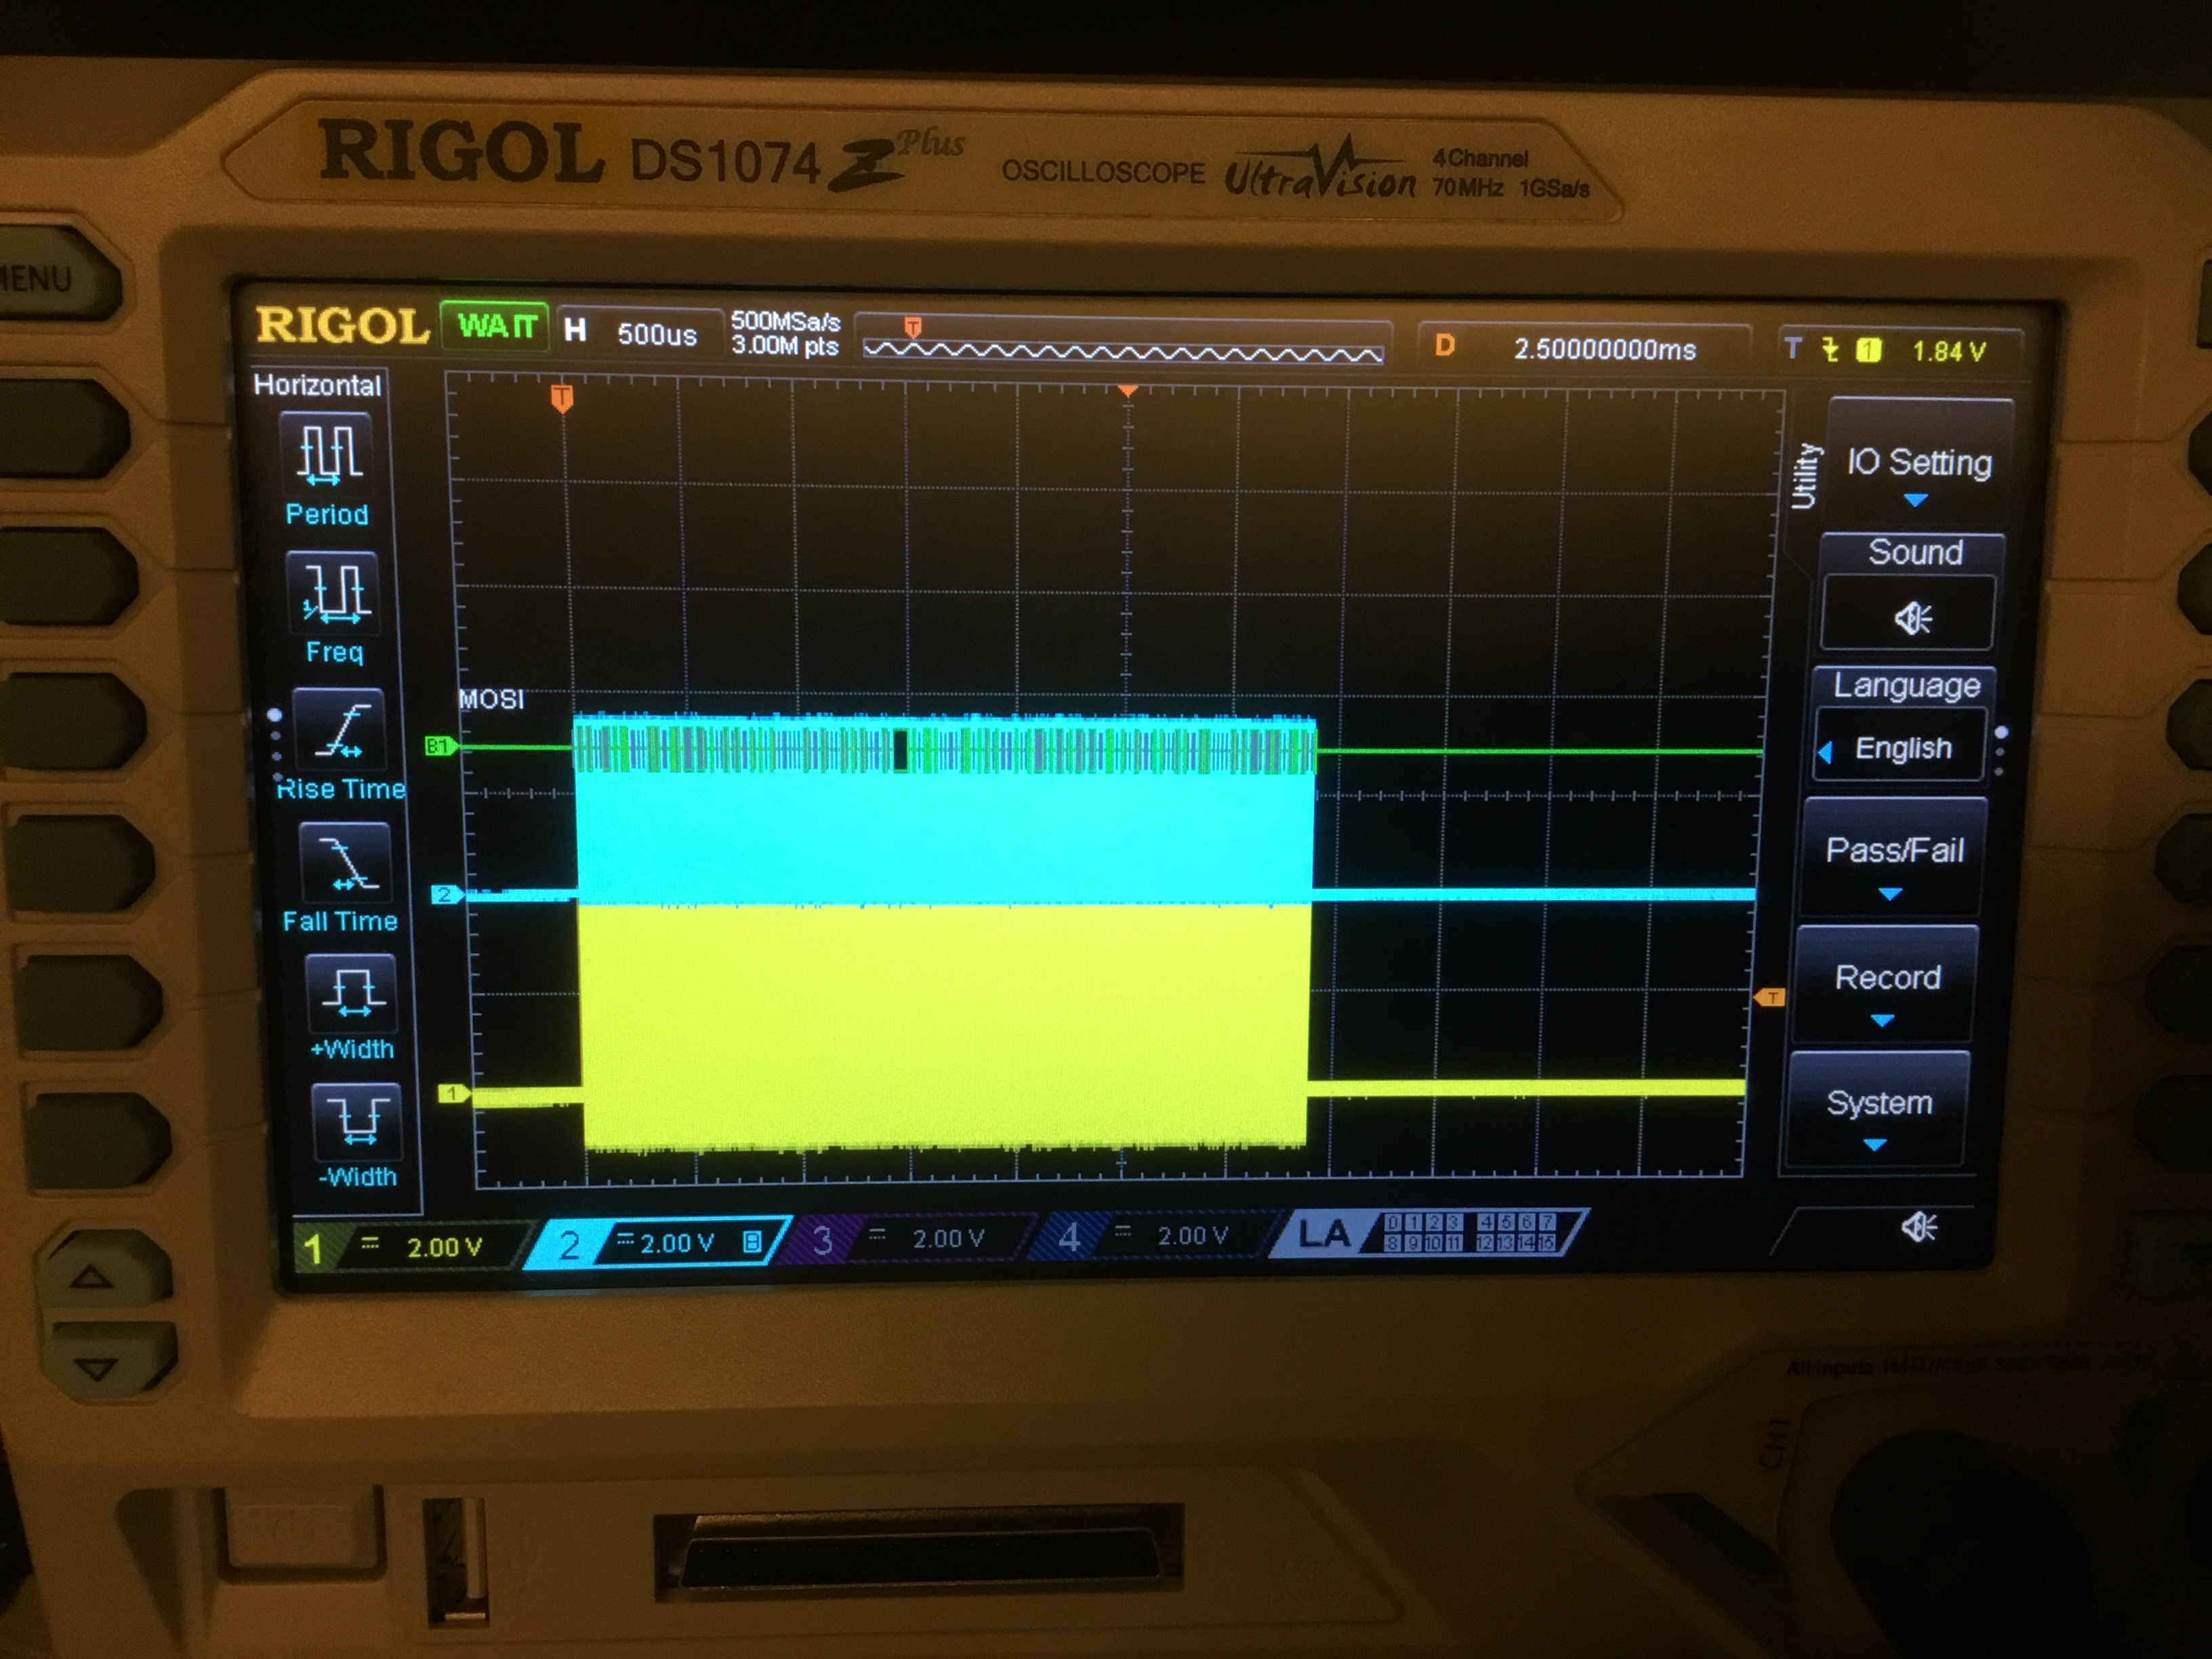 RIGOL DS1074Z Plus OSCILLOSCOPE UltraVision 4 Channel
70MHz 1GSa/s
MENU
RIGOL WAIT H 500us 500MSa/s
3.00M pts
T
D 2.50000000ms T 1 1.84 V
Horizontal
T
Period
Freq
Rise Time
Fall Time
+Width
-Width
MOSI
B1
2
1
T
Utility
IO Setting
Sound
Language
English
Pass/Fail
Record
System
1 2.00 V 2 2.00 V B 3 2.00 V 4 2.00 V LA 0 1 2 3 4 5 6 7
8 9 10 11 12 13 14 15
CH1